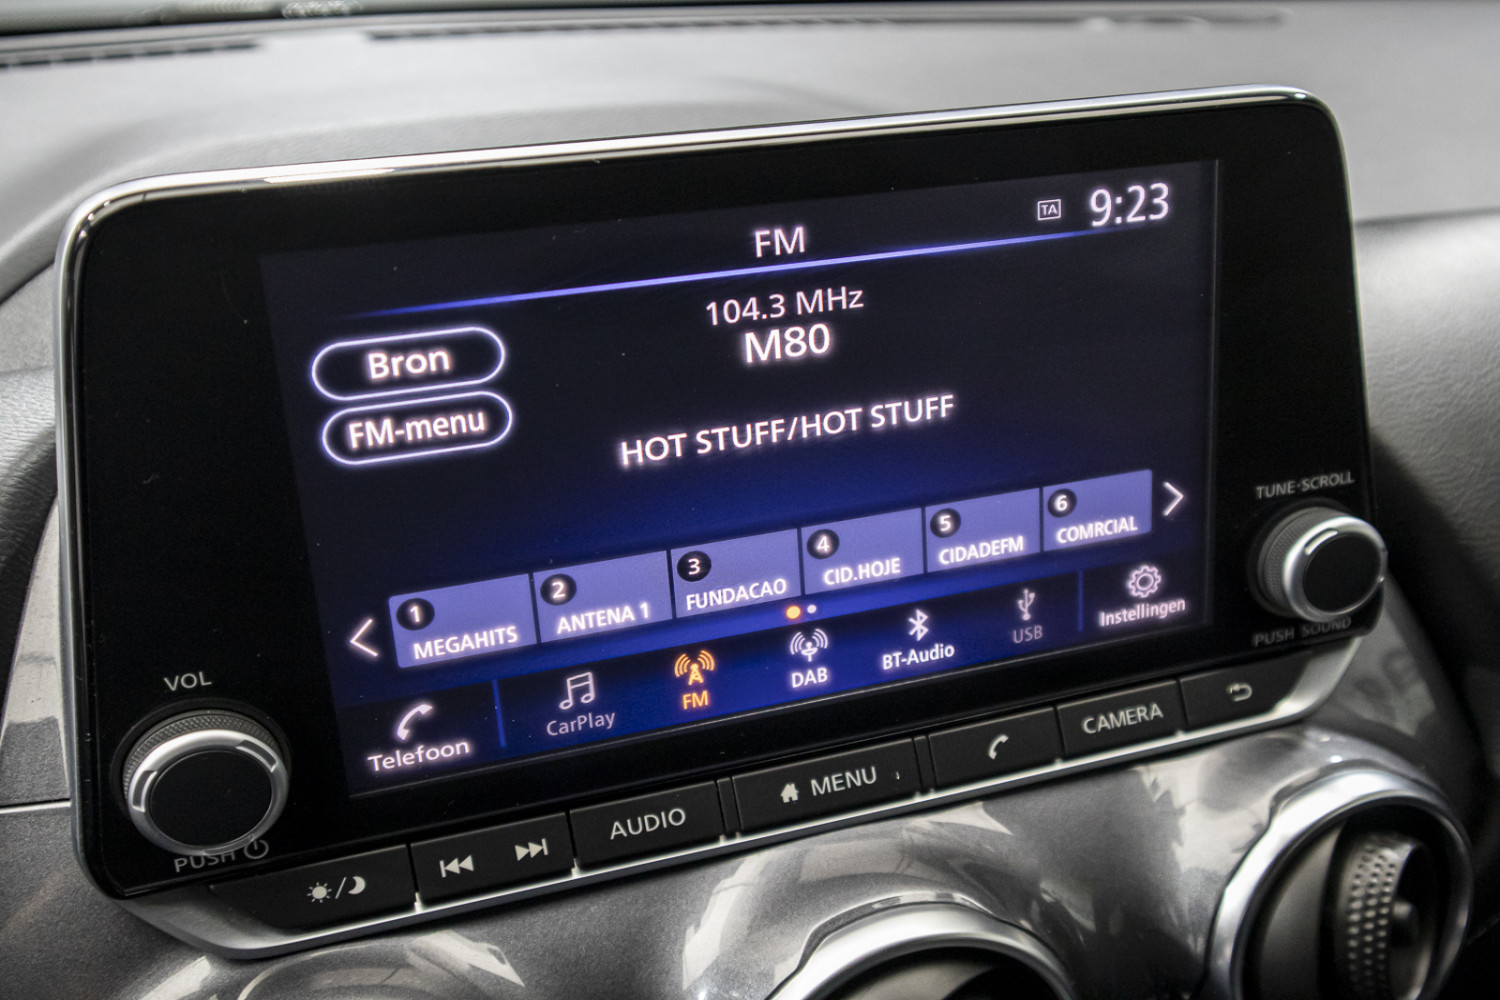 TA 9:23
FM
104.3 MHz
M80
Bron
FM-menu
HOT STUFF/HOT STUFF
1 MEGAHITS
2 ANTENA 1
3 FUNDACAO
4 CID.HOJE
5 CIDADEFM
6 COMRCIAL
Telefoon
CarPlay
FM
DAB
BT-Audio
USB
Instellingen
VOL
PUSH
TUNE·SCROLL
PUSH SOUND
AUDIO
MENU
CAMERA